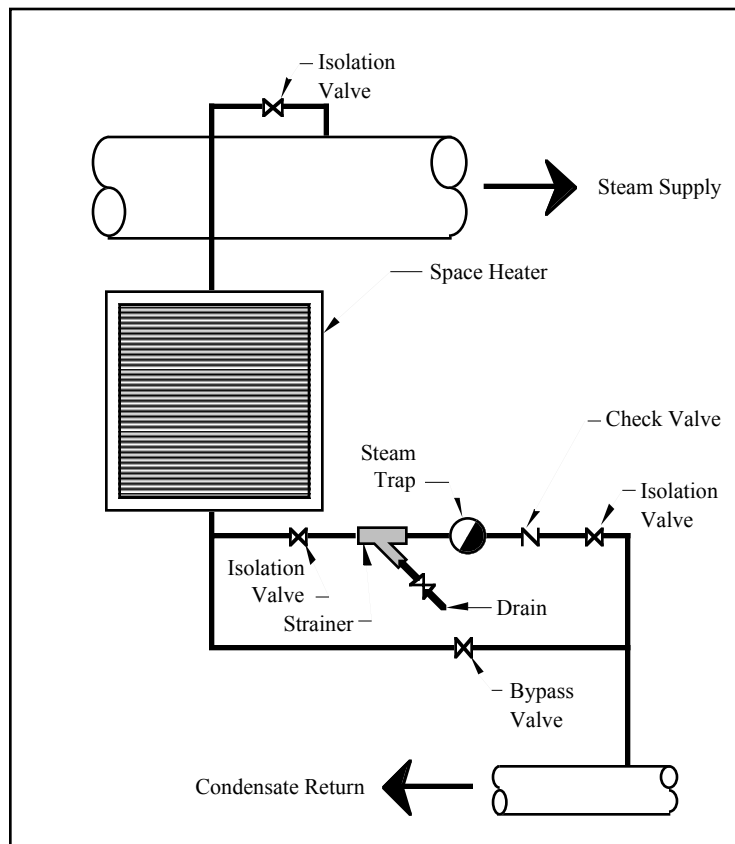 Isolation
Valve
Steam Supply
Space Heater
Check Valve
Steam
Trap
Isolation
Valve
Isolation
Valve
Strainer
Drain
Bypass
Valve
Condensate Return